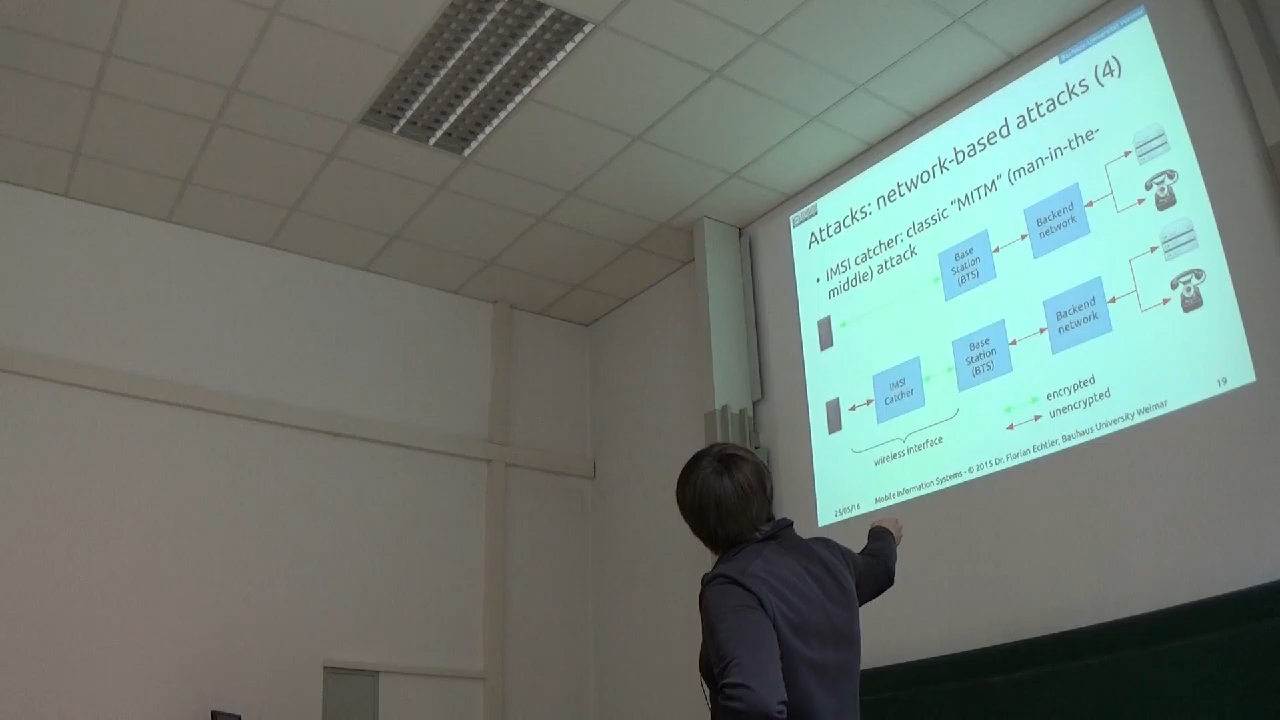 Attacks: network-based attacks (4)
• IMSI catcher: classic "MITM" (man-in-the-
middle) attack
Base
Station
(BTS)
Backend
network
IMSI
Catcher
Base
Station
(BTS)
Backend
network
wireless interface
encrypted
unencrypted
25/05/16
Mobile Information Systems - © 2015 Dr. Florian Echtler, Bauhaus University Weimar
19